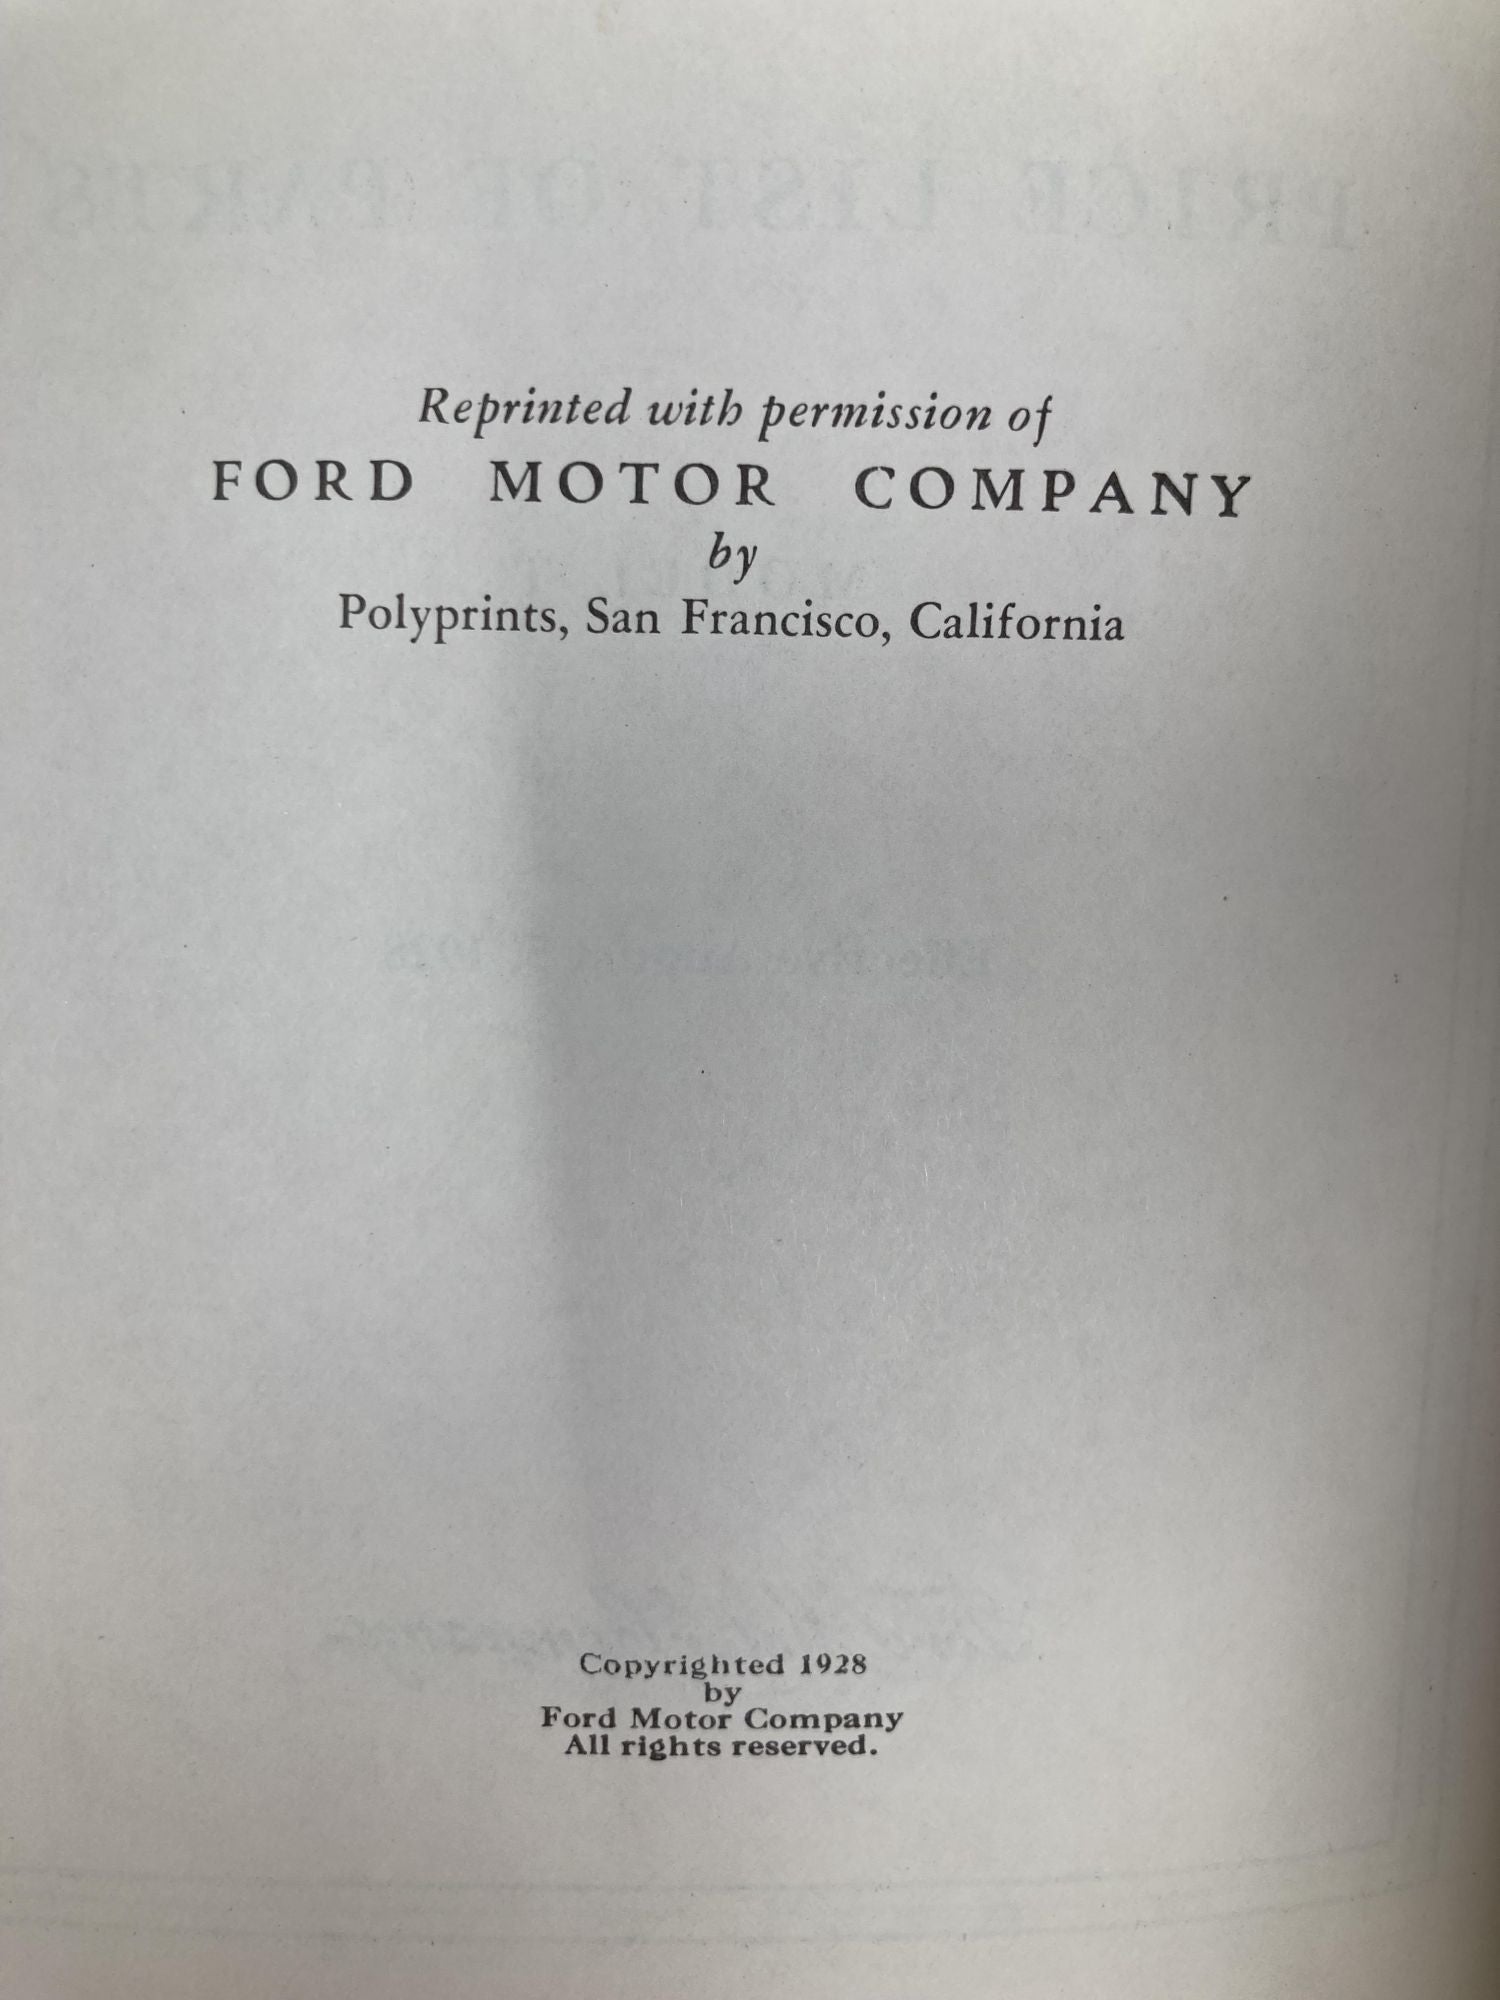 Reprinted with permission of
FORD MOTOR COMPANY
by
Polyprints, San Francisco, California
Copyrighted 1928
by
Ford Motor Company
All rights reserved.